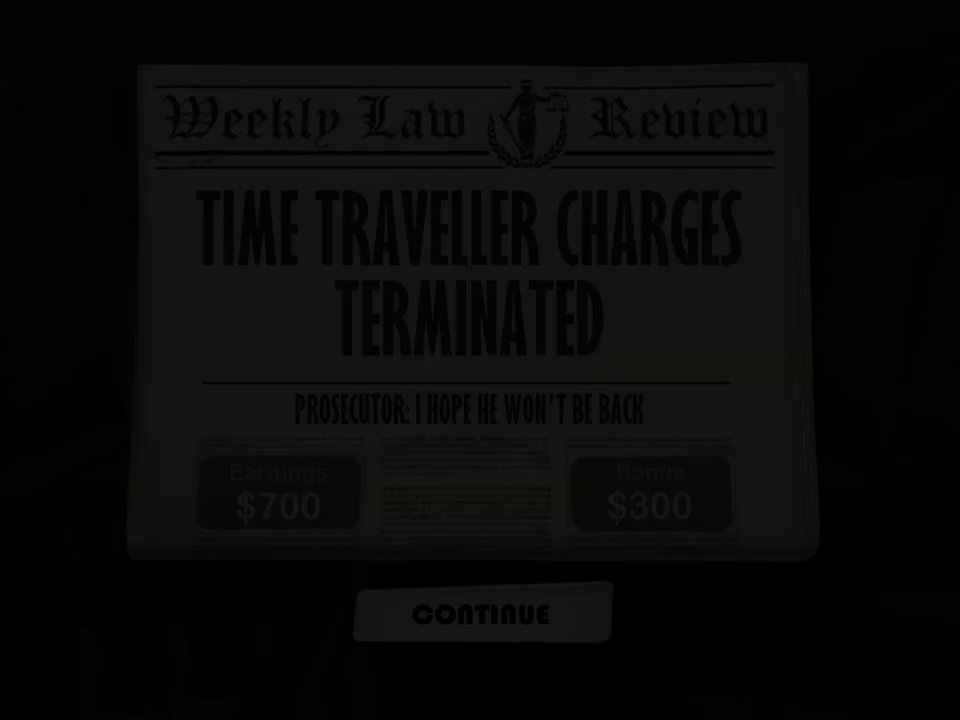 Weekly Law Review
TIME TRAVELLER CHARGES
TERMINATED
PROSECUTOR: I HOPE HE WON'T BE BACK
Earnings
$700
Bonus
$300
CONTINUE